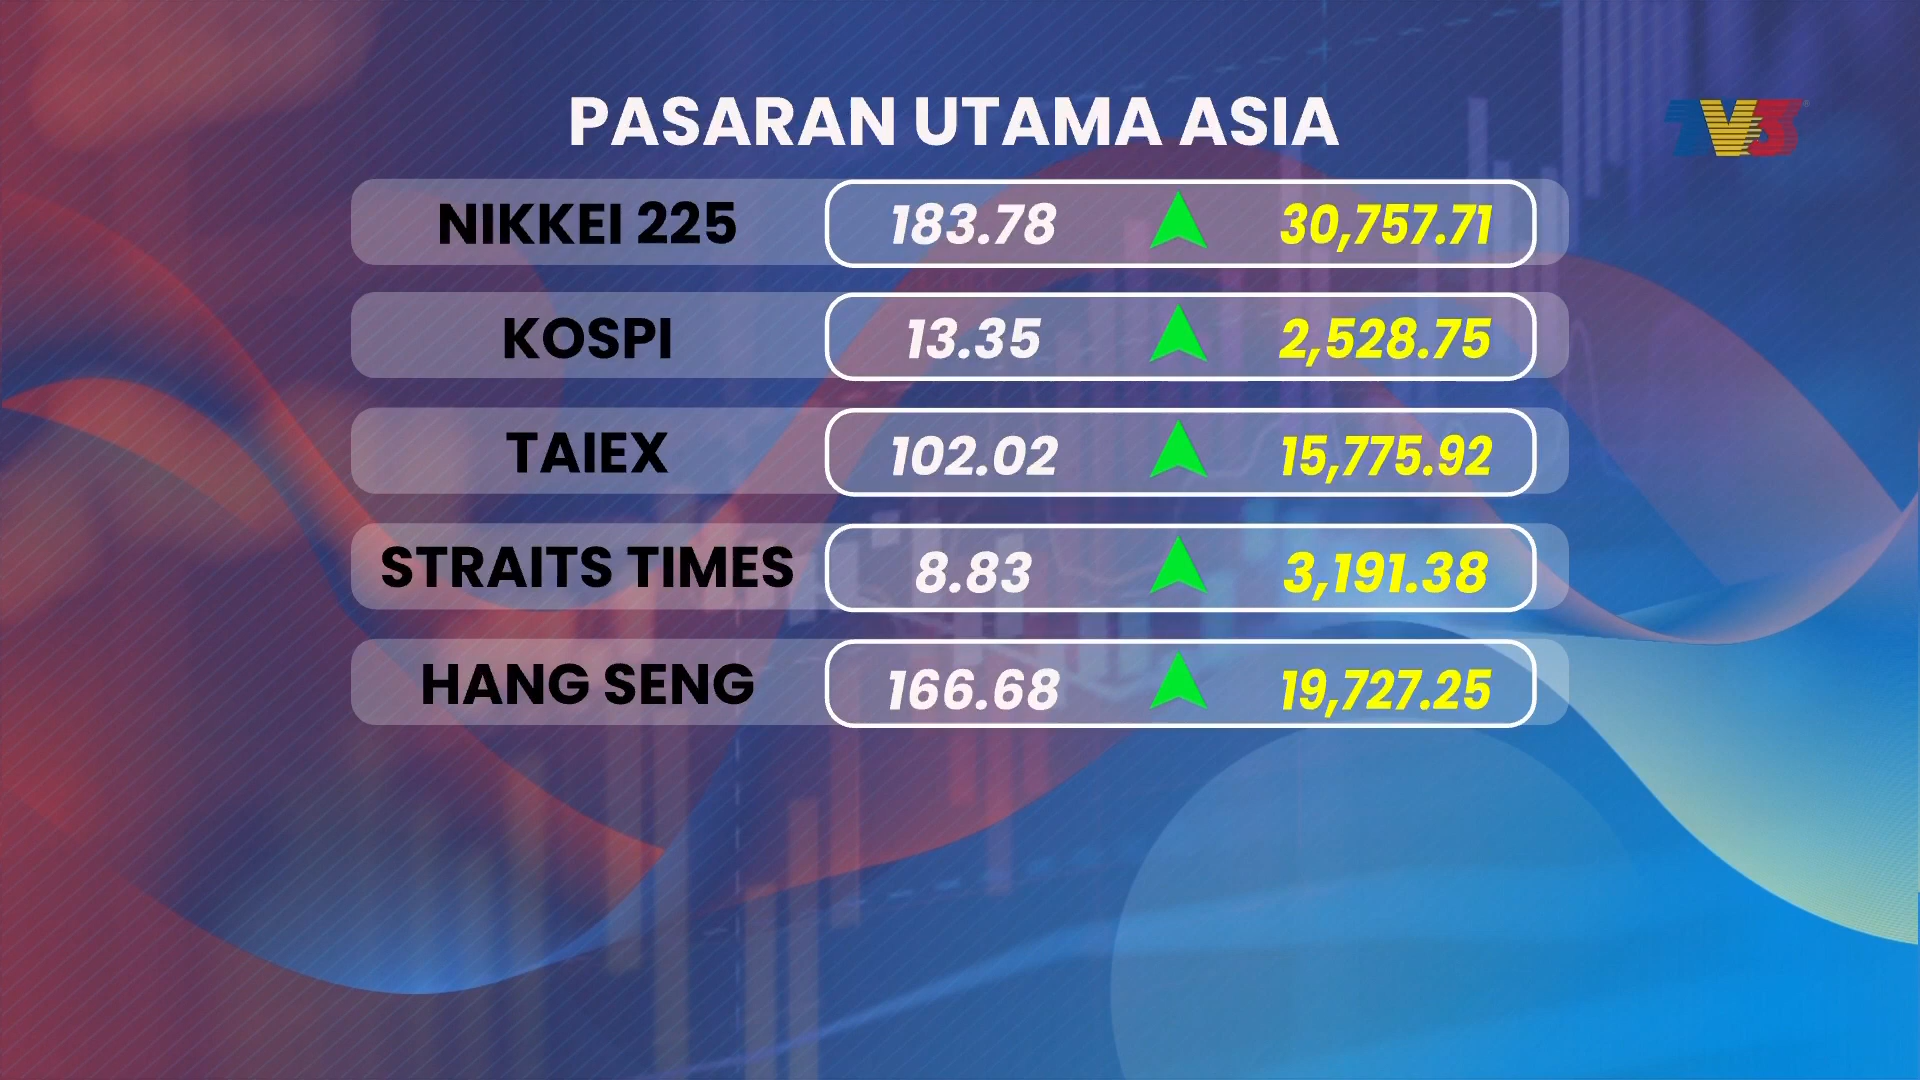 PASARAN UTAMA ASIA
TV3
NIKKEI 225 183.78 30,757.71
KOSPI 13.35 2,528.75
TAIEX 102.02 15,775.92
STRAITS TIMES 8.83 3,191.38
HANG SENG 166.68 19,727.25